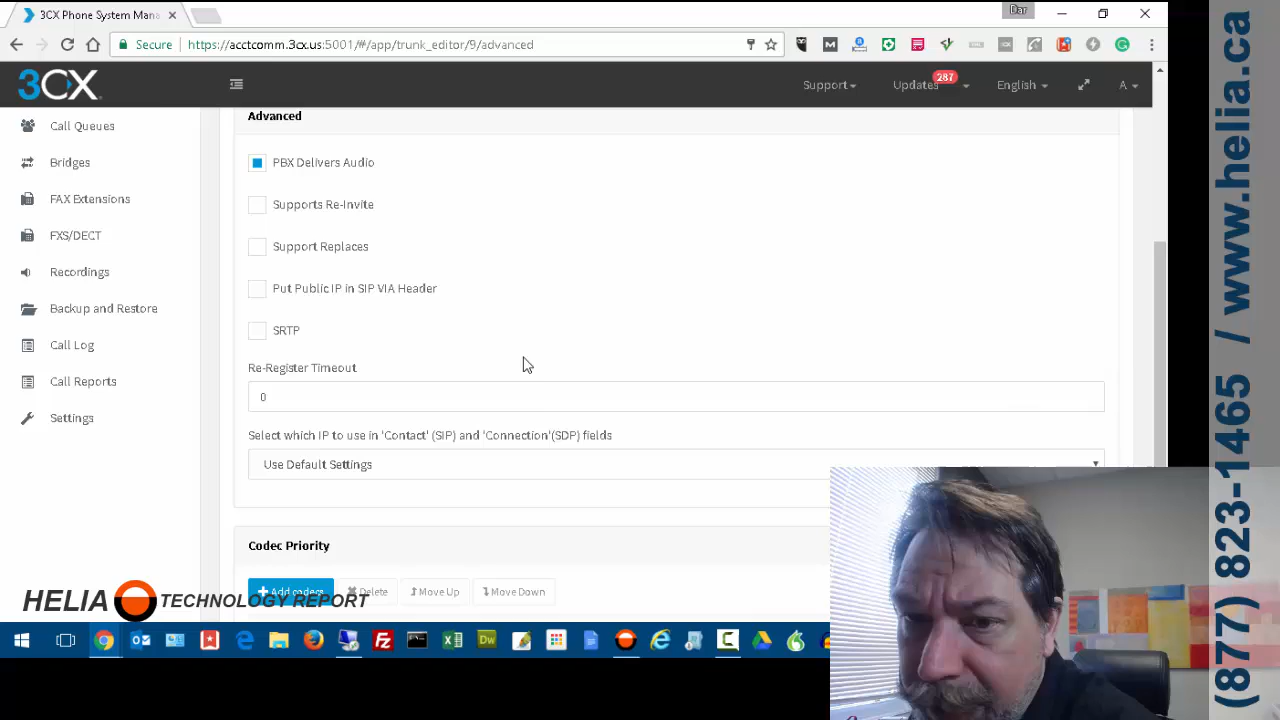 3CX Phone System Mana
Dar
Secure
https://acctcomm.3cx.us:5001/#/app/trunk_editor/9/advanced
3CX
Support
Updates
287
English
A
Call Queues
Bridges
FAX Extensions
FXS/DECT
Recordings
Backup and Restore
Call Log
Call Reports
Settings
Advanced
PBX Delivers Audio
Supports Re-Invite
Support Replaces
Put Public IP in SIP VIA Header
SRTP
Re-Register Timeout
0
Select which IP to use in 'Contact' (SIP) and 'Connection'(SDP) fields
Use Default Settings
Codec Priority
Add codecs
Delete
Move Up
Move Down
HELIA TECHNOLOGY REPORT
(877) 823-1465 / www.helia.ca